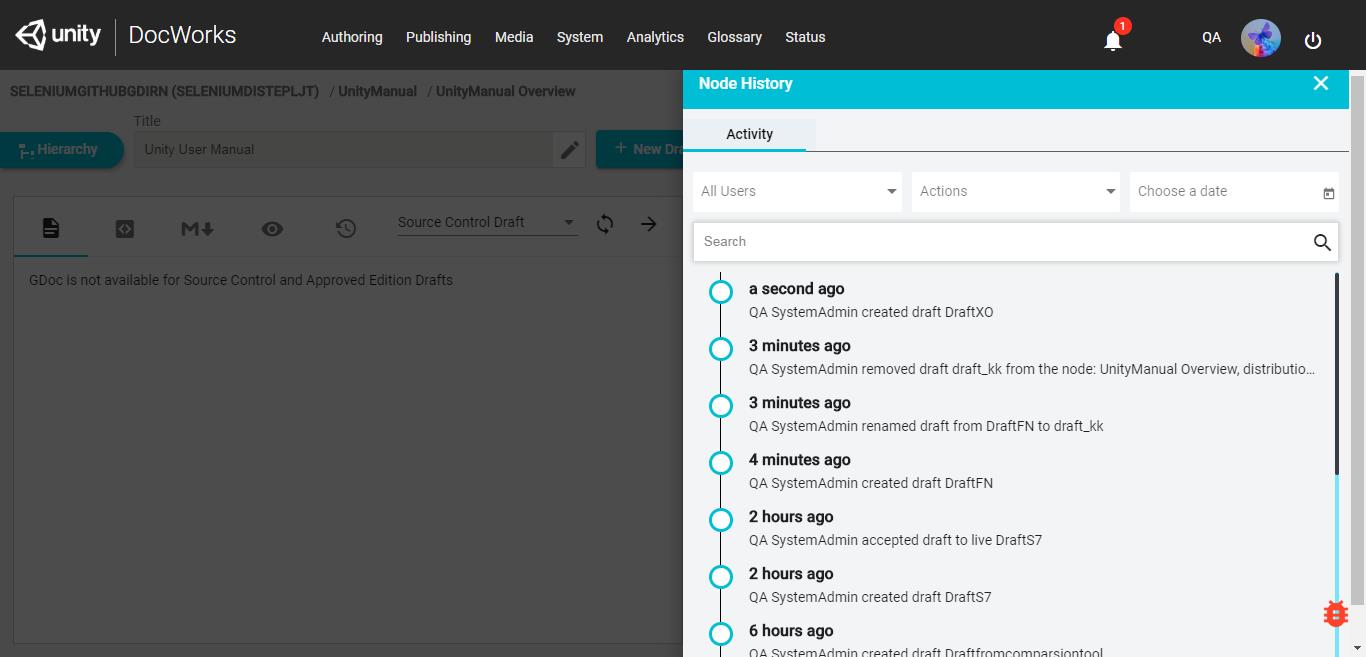 unity DocWorks Authoring Publishing Media System Analytics Glossary Status 1 QA
SELENIUMGITHUBGDIRN (SELENIUMDISTEPLJT) / UnityManual / UnityManual Overview
Title
Hierarchy
Unity User Manual
+ New Dra
M
Source Control Draft
GDoc is not available for Source Control and Approved Edition Drafts
Node History
Activity
All Users
Actions
Choose a date
Search
a second ago
QA SystemAdmin created draft DraftXO
3 minutes ago
QA SystemAdmin removed draft draft_kk from the node: UnityManual Overview, distributio...
3 minutes ago
QA SystemAdmin renamed draft from DraftFN to draft_kk
4 minutes ago
QA SystemAdmin created draft DraftFN
2 hours ago
QA SystemAdmin accepted draft to live DraftS7
2 hours ago
QA SystemAdmin created draft DraftS7
6 hours ago
QA SystemAdmin created draft Draftfromcomparsiontool